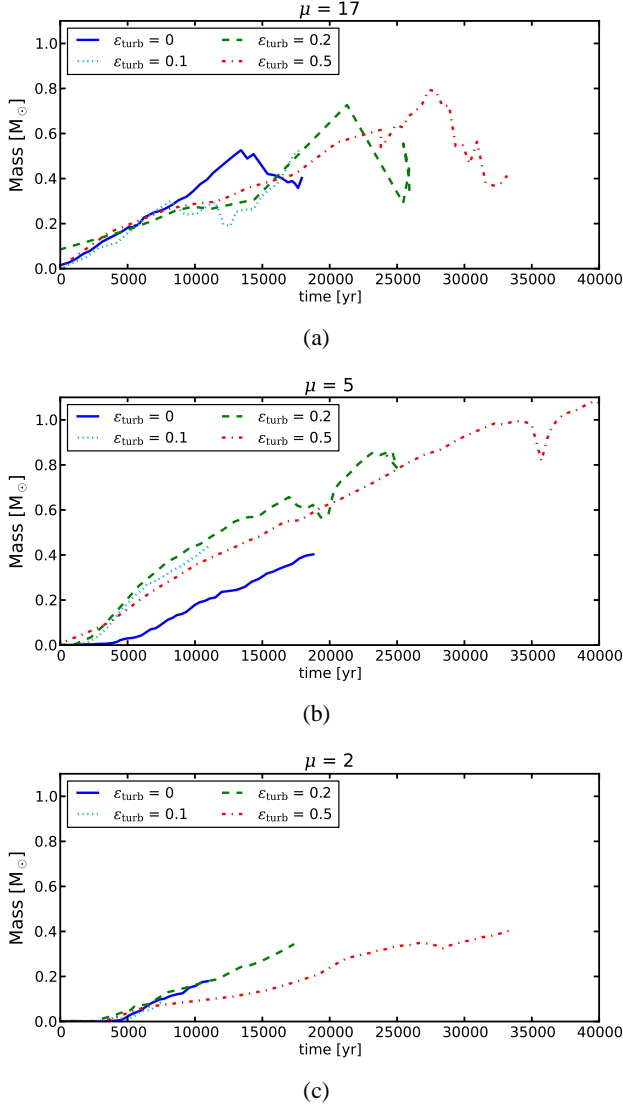 μ = 17
ε_turb = 0 ε_turb = 0.2
ε_turb = 0.1 ε_turb = 0.5
1.0
0.8
0.6
0.4
0.2
0.0
Mass [M⊙]
0 5000 10000 15000 20000 25000 30000 35000 40000
time [yr]
(a)
μ = 5
ε_turb = 0 ε_turb = 0.2
ε_turb = 0.1 ε_turb = 0.5
1.0
0.8
0.6
0.4
0.2
0.0
Mass [M⊙]
0 5000 10000 15000 20000 25000 30000 35000 40000
time [yr]
(b)
μ = 2
ε_turb = 0 ε_turb = 0.2
ε_turb = 0.1 ε_turb = 0.5
1.0
0.8
0.6
0.4
0.2
0.0
Mass [M⊙]
0 5000 10000 15000 20000 25000 30000 35000 40000
time [yr]
(c)